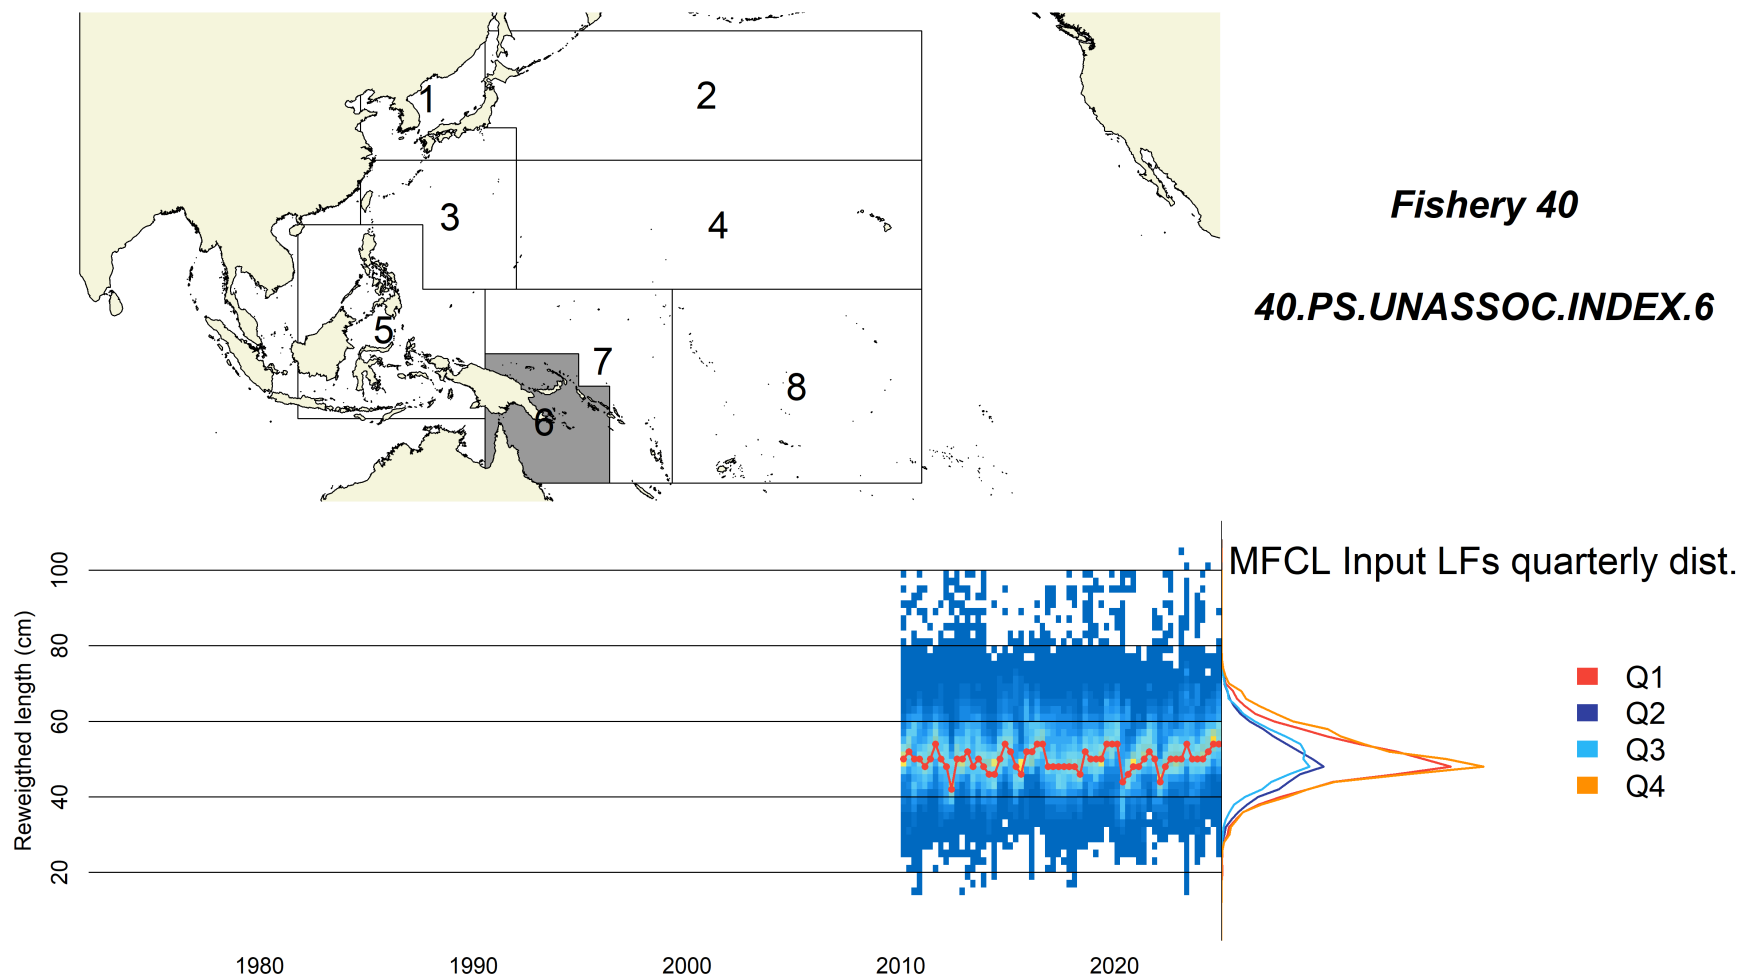 1
2
3
4
5
6
7
8
Fishery 40
40.PS.UNASSOC.INDEX.6
MFCL Input LFs quarterly dist.
Reweigthed length (cm)
100
80
60
40
20
1980 1990 2000 2010 2020
Q1
Q2
Q3
Q4